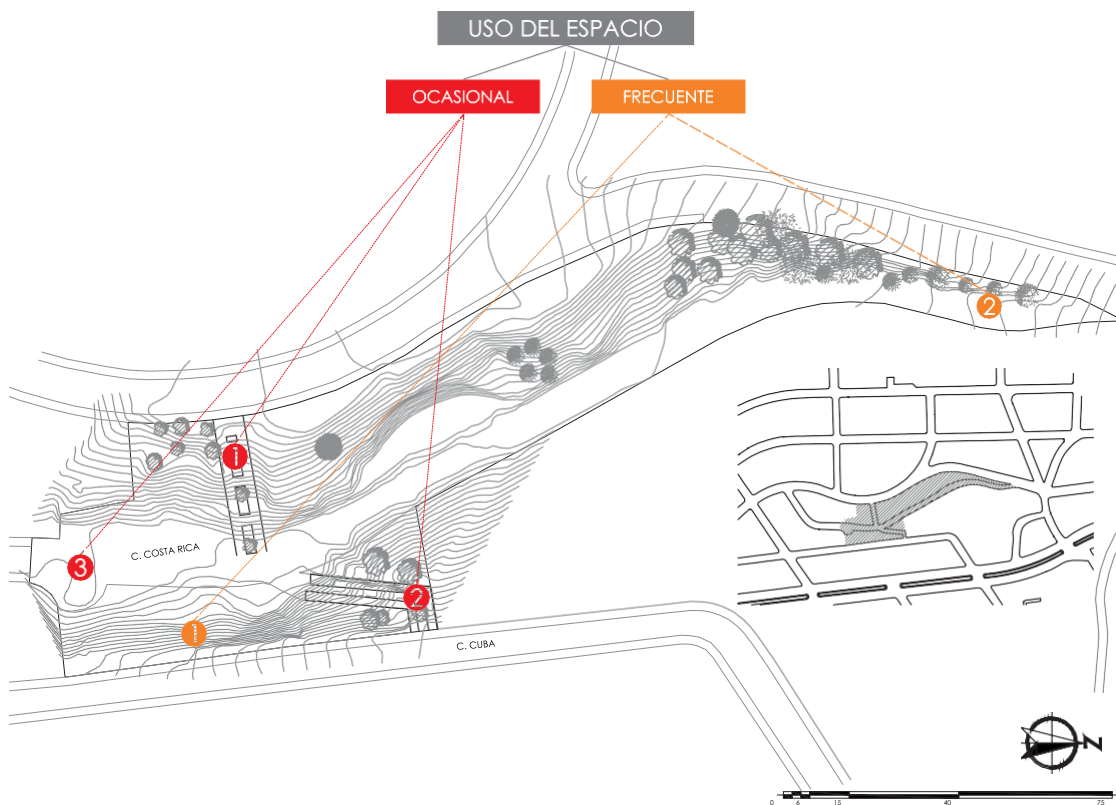 USO DEL ESPACIO
OCASIONAL
FRECUENTE
2
1
3
C. COSTA RICA
2
1
C. CUBA
N
0 6 15 40 75